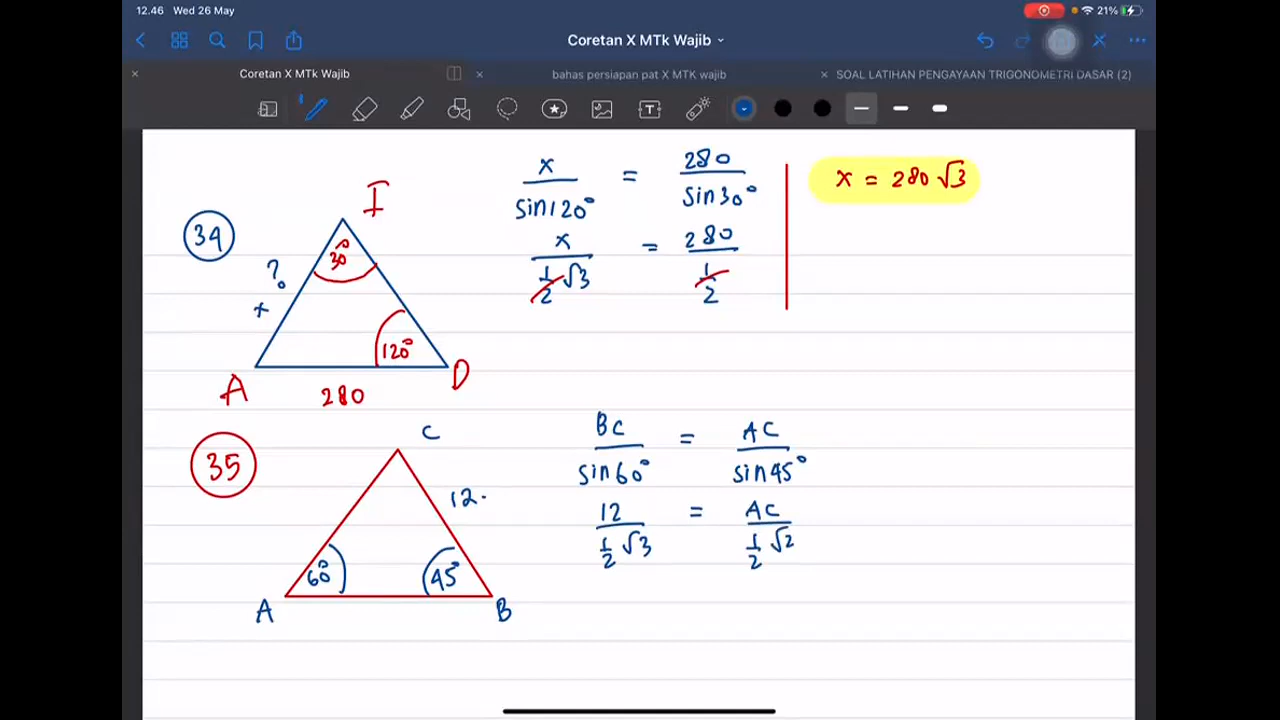 12.46 Wed 26 May
21%
Coretan X MTk Wajib
Coretan X MTk Wajib
bahas persiapan pat X MTK wajib
SOAL LATIHAN PENGAYAAN TRIGONOMETRI DASAR (2)
34
I
30°
?
x
120°
A
280
D
x/sin120° = 280/sin30°
x/(1/2 √3) = 280/(1/2)
x = 280√3
35
C
12.
60°
45°
A
B
BC/sin60° = AC/sin45°
12/(1/2 √3) = AC/(1/2 √2)